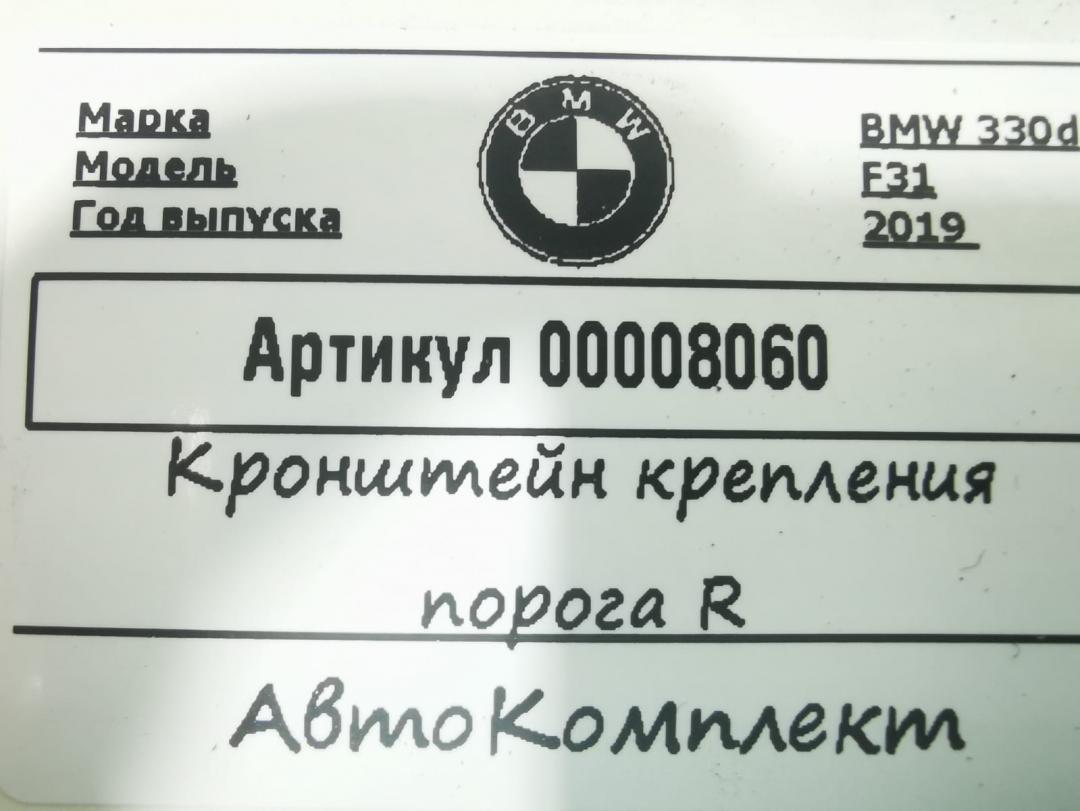 Марка
BMW 330d
Модель
F31
Год выпуска
2019
BMW
Артикул 00008060
Кронштейн крепления
порога R
АвтоКомплект